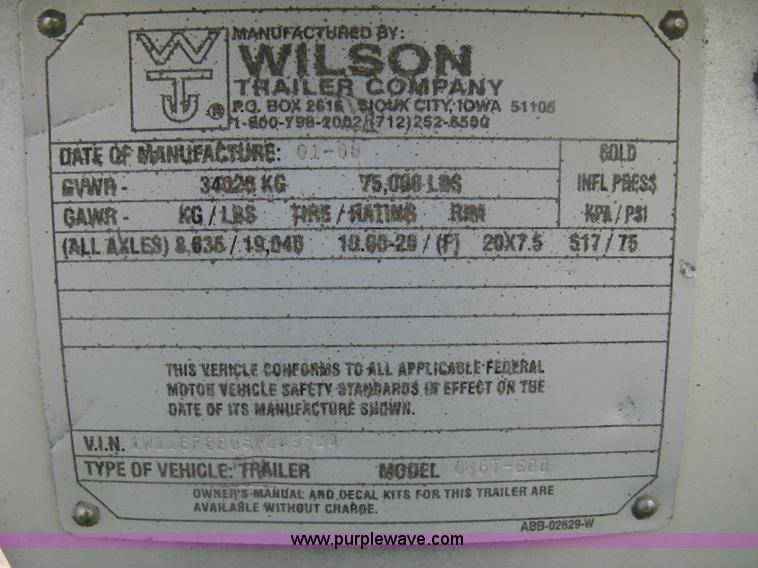 WTC ®
MANUFACTURED BY:
WILSON
TRAILER COMPANY
P.O. BOX 2616 SIOUX CITY, IOWA 51106
1-800-798-2002/(712)252-6500
DATE OF MANUFACTURE: 01-08 COLD
GVWR - 34020 KG 75,000 LBS INFL PRESS
GAWR - KG / LBS TIRE / RATING RIM KPA / PSI
(ALL AXLES) 8,636 / 19,040 10.00-20 / (F) 20X7.5 517 / 75
THIS VEHICLE CONFORMS TO ALL APPLICABLE FEDERAL
MOTOR VEHICLE SAFETY STANDARDS IN EFFECT ON THE
DATE OF ITS MANUFACTURE SHOWN.
V.I.N.
TYPE OF VEHICLE: TRAILER MODEL
OWNER'S MANUAL AND DECAL KITS FOR THIS TRAILER ARE
AVAILABLE WITHOUT CHARGE.
ABB-02629-W
www.purplewave.com